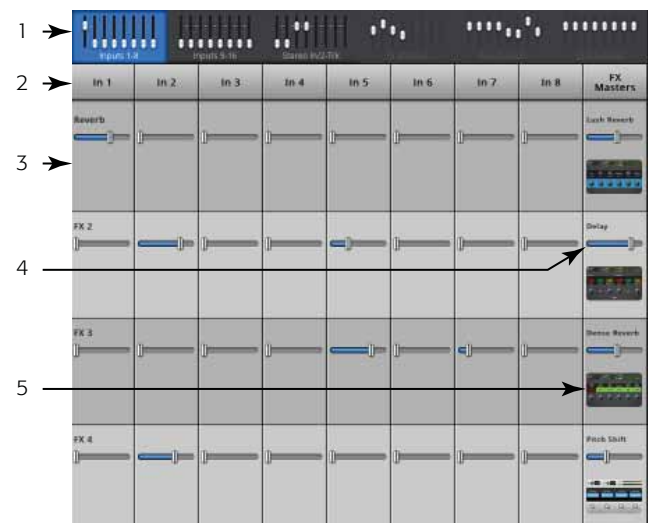 1
Inputs 1-8 Inputs 9-16 Stereo In/2-Trk
2
In 1 In 2 In 3 In 4 In 5 In 6 In 7 In 8 FX Masters
Reverb Lush Reverb
3
FX 2 Delay
4
FX 3 Dense Reverb
5
FX 4 Pitch Shift